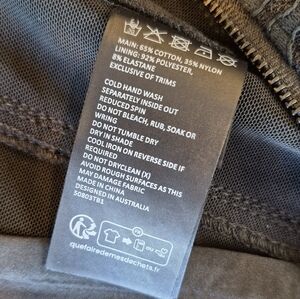 MAIN: 65% COTTON, 35% NYLON
LINING: 92% POLYESTER,
8% ELASTANE
EXCLUSIVE OF TRIMS
COLD HAND WASH
SEPARATELY INSIDE OUT
REDUCED SPIN
DO NOT BLEACH, RUB, SOAK OR
WRING
DO NOT TUMBLE DRY
DRY IN SHADE
COOL IRON ON REVERSE SIDE IF
REQUIRED
DO NOT DRYCLEAN (X)
AVOID ROUGH SURFACES AS THIS
MAY DAMAGE FABRIC
MADE IN CHINA
DESIGNED IN AUSTRALIA
50803TB1
FR
OU
quefairedemesdechets.fr